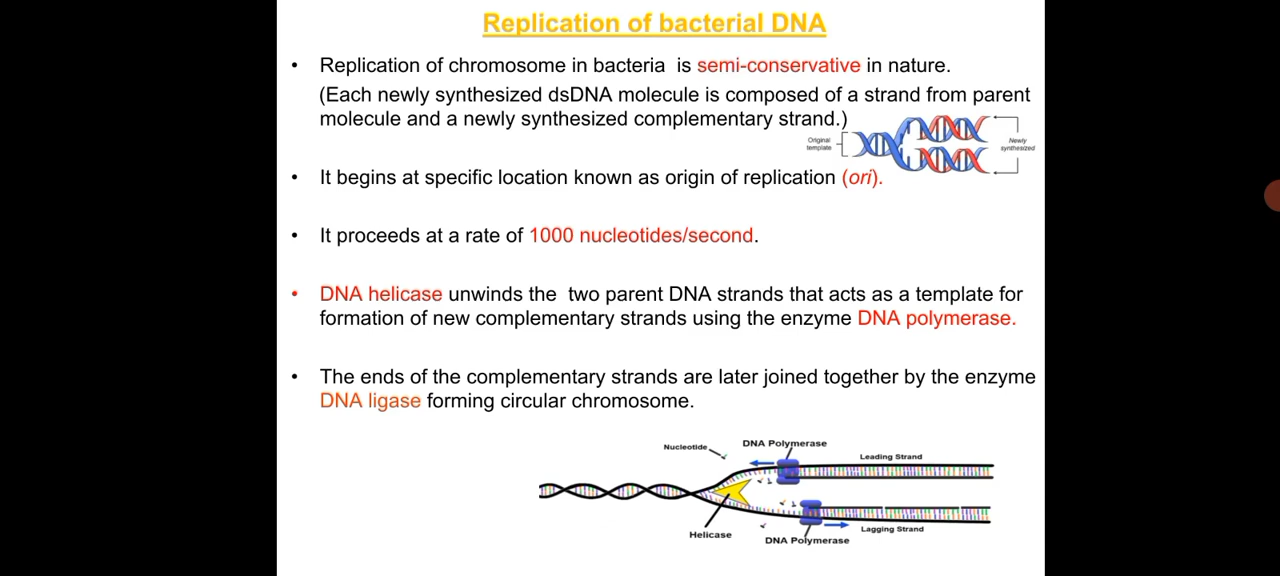 Replication of bacterial DNA
• Replication of chromosome in bacteria is semi-conservative in nature.
(Each newly synthesized dsDNA molecule is composed of a strand from parent
molecule and a newly synthesized complementary strand.)
Original
template
Newly
synthesized
• It begins at specific location known as origin of replication (ori).
• It proceeds at a rate of 1000 nucleotides/second.
• DNA helicase unwinds the two parent DNA strands that acts as a template for
formation of new complementary strands using the enzyme DNA polymerase.
• The ends of the complementary strands are later joined together by the enzyme
DNA ligase forming circular chromosome.
Nucleotide
DNA Polymerase
Leading Strand
Helicase
DNA Polymerase
Lagging Strand